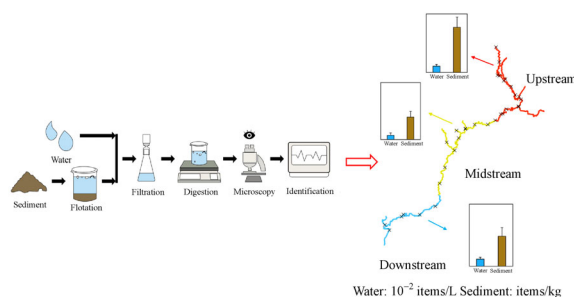 Water
Sediment
Flotation
Filtration
Digestion
Microscopy
Identification
Water Sediment
Upstream
Water Sediment
Midstream
Water Sediment
Downstream
Water: 10⁻² items/L Sediment: items/kg